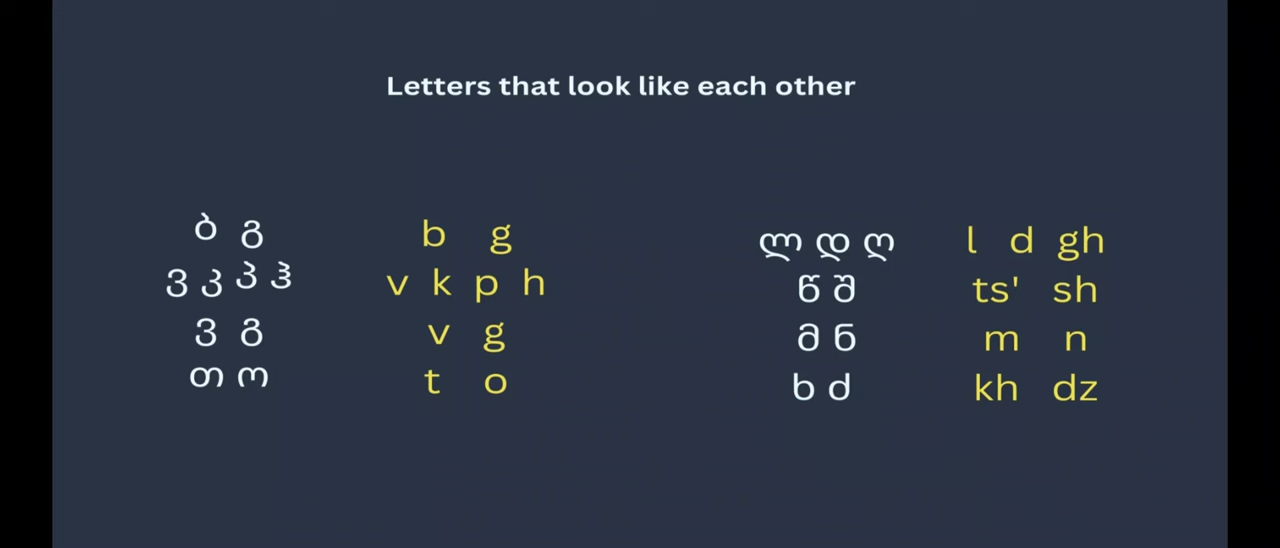 Letters that look like each other
ბ გ b g
ვ კ პ ჰ v k p h
ვ გ v g
თ ო t o
ლ დ ღ l d gh
წ შ ts' sh
მ ნ m n
ხ ძ kh dz